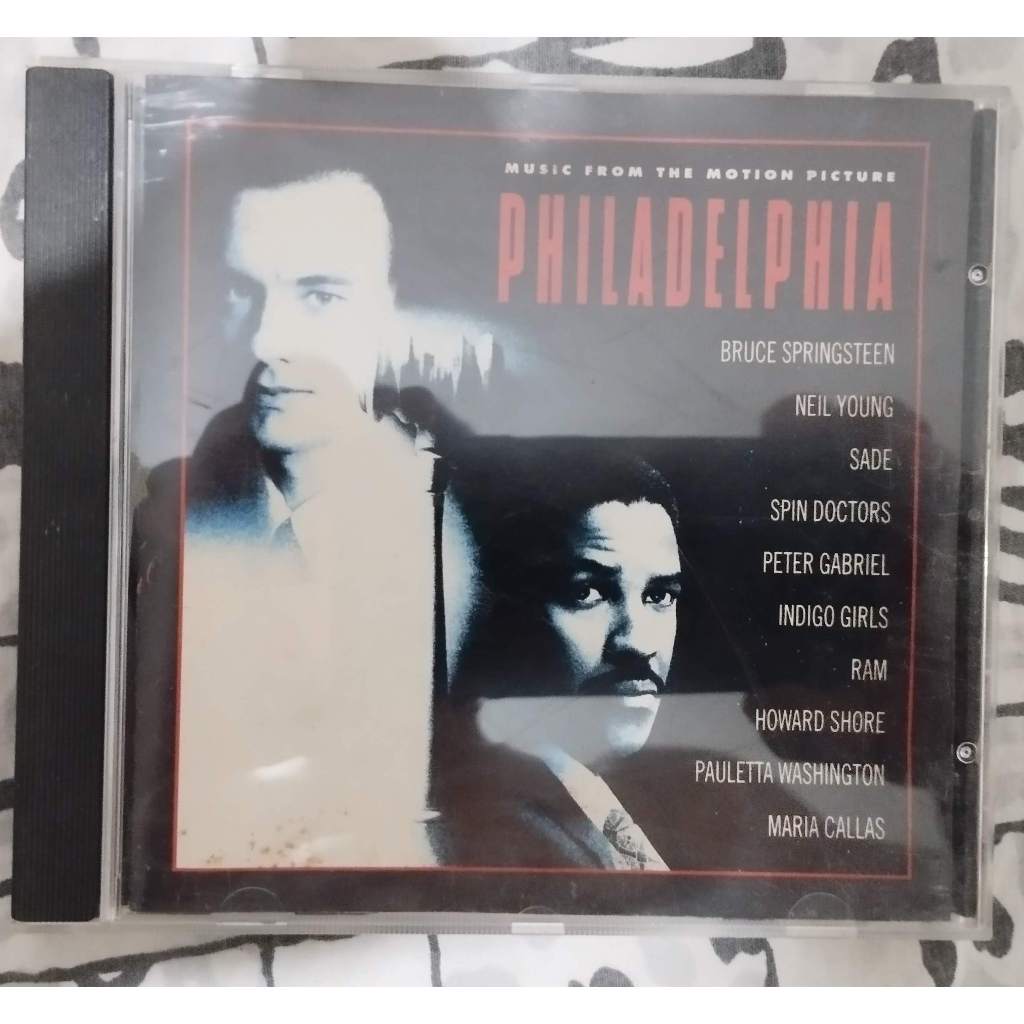 MUSIC FROM THE MOTION PICTURE
PHILADELPHIA
BRUCE SPRINGSTEEN
NEIL YOUNG
SADE
SPIN DOCTORS
PETER GABRIEL
INDIGO GIRLS
RAM
HOWARD SHORE
PAULETTA WASHINGTON
MARIA CALLAS